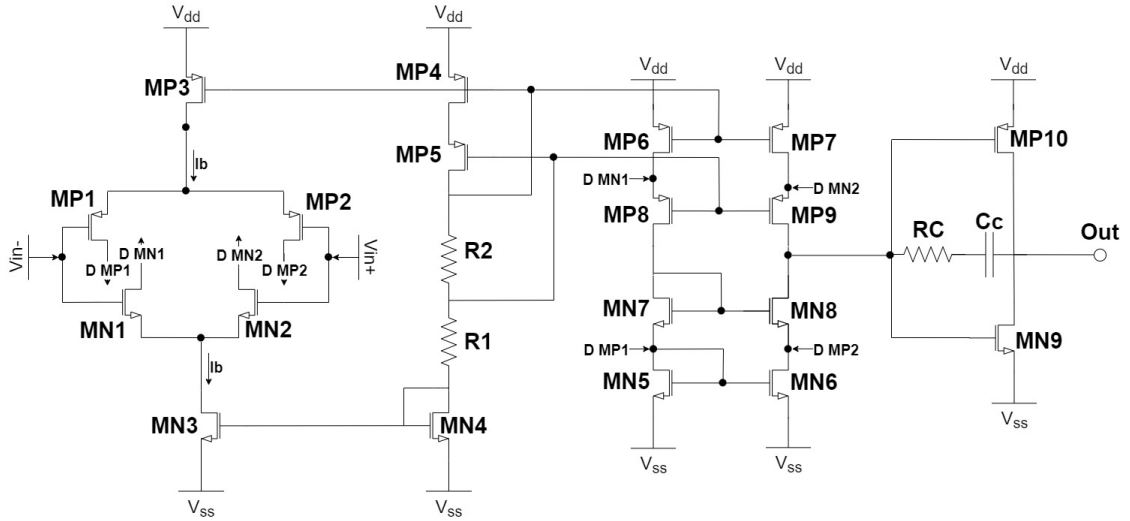 Vdd
Vdd
Vdd
Vdd
Vdd
MP3
MP4
MP5
MP6
MP7
MP10
Ib
D MN1
D MN2
MP1
MP2
MP8
MP9
Vin-
D MN1
D MN2
Vin+
D MP1
D MP2
R2
RC
Cc
Out
MN1
MN2
MN7
MN8
R1
MN9
D MP1
D MP2
Ib
MN5
MN6
MN3
MN4
Vss
Vss
Vss
Vss
Vss